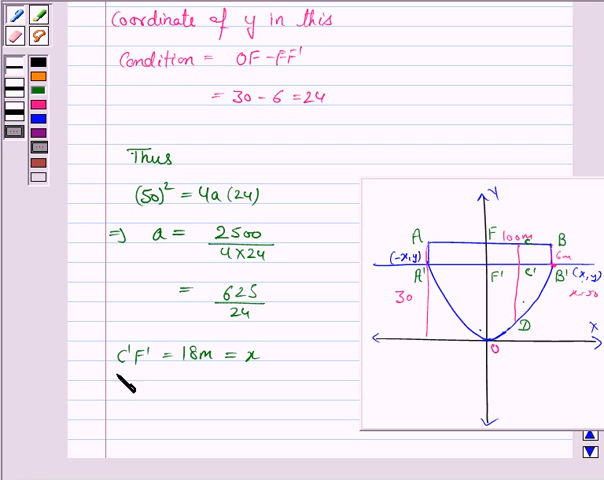 Coordinate of y in this
Condition = OF - FF'
= 30 - 6 = 24
Thus
(50)² = 4a (24)
⇒ a = 2500 / 4 x 24
= 625 / 24
C'F' = 18m = x
Y
A F 100m C B
(-x,y) 6m
A' F' C' B' (x,y)
30 x=50
D
X
O